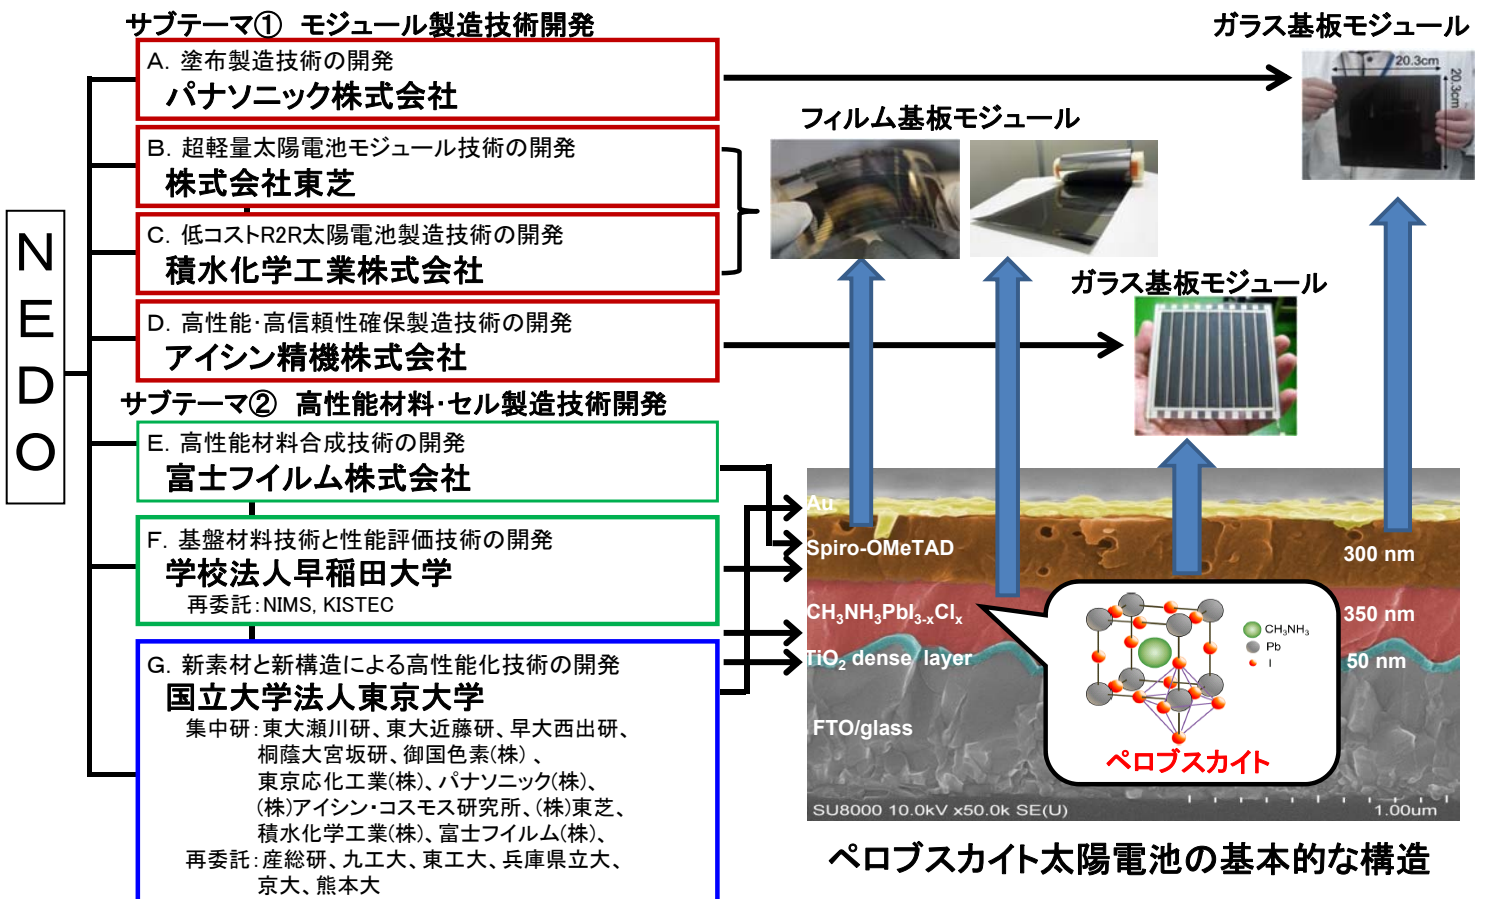 サブテーマ① モジュール製造技術開発
A. 塗布製造技術の開発
パナソニック株式会社
B. 超軽量太陽電池モジュール技術の開発
株式会社東芝
C. 低コストR2R太陽電池製造技術の開発
積水化学工業株式会社
D. 高性能・高信頼性確保製造技術の開発
アイシン精機株式会社
NEDO
サブテーマ② 高性能材料・セル製造技術開発
E. 高性能材料合成技術の開発
富士フイルム株式会社
F. 基盤材料技術と性能評価技術の開発
学校法人早稲田大学
再委託：NIMS, KISTEC
G. 新素材と新構造による高性能化技術の開発
国立大学法人東京大学
集中研：東大瀬川研、東大近藤研、早大西出研、
桐蔭大宮坂研、御国色素(株) 、
東京応化工業(株)、パナソニック(株)、
(株)アイシン・コスモス研究所、(株)東芝、
積水化学工業(株)、富士フイルム(株)、
再委託：産総研、九工大、東工大、兵庫県立大、
京大、熊本大
ガラス基板モジュール
20.3cm
20.3cm
フィルム基板モジュール
ガラス基板モジュール
Au
Spiro-OMeTAD
300 nm
CH₃NH₃PbI₃₋ₓClₓ
350 nm
TiO₂ dense layer
50 nm
FTO/glass
CH₃NH₃
Pb
I
ペロブスカイト
SU8000 10.0kV x50.0k SE(U)
1.00um
ペロブスカイト太陽電池の基本的な構造